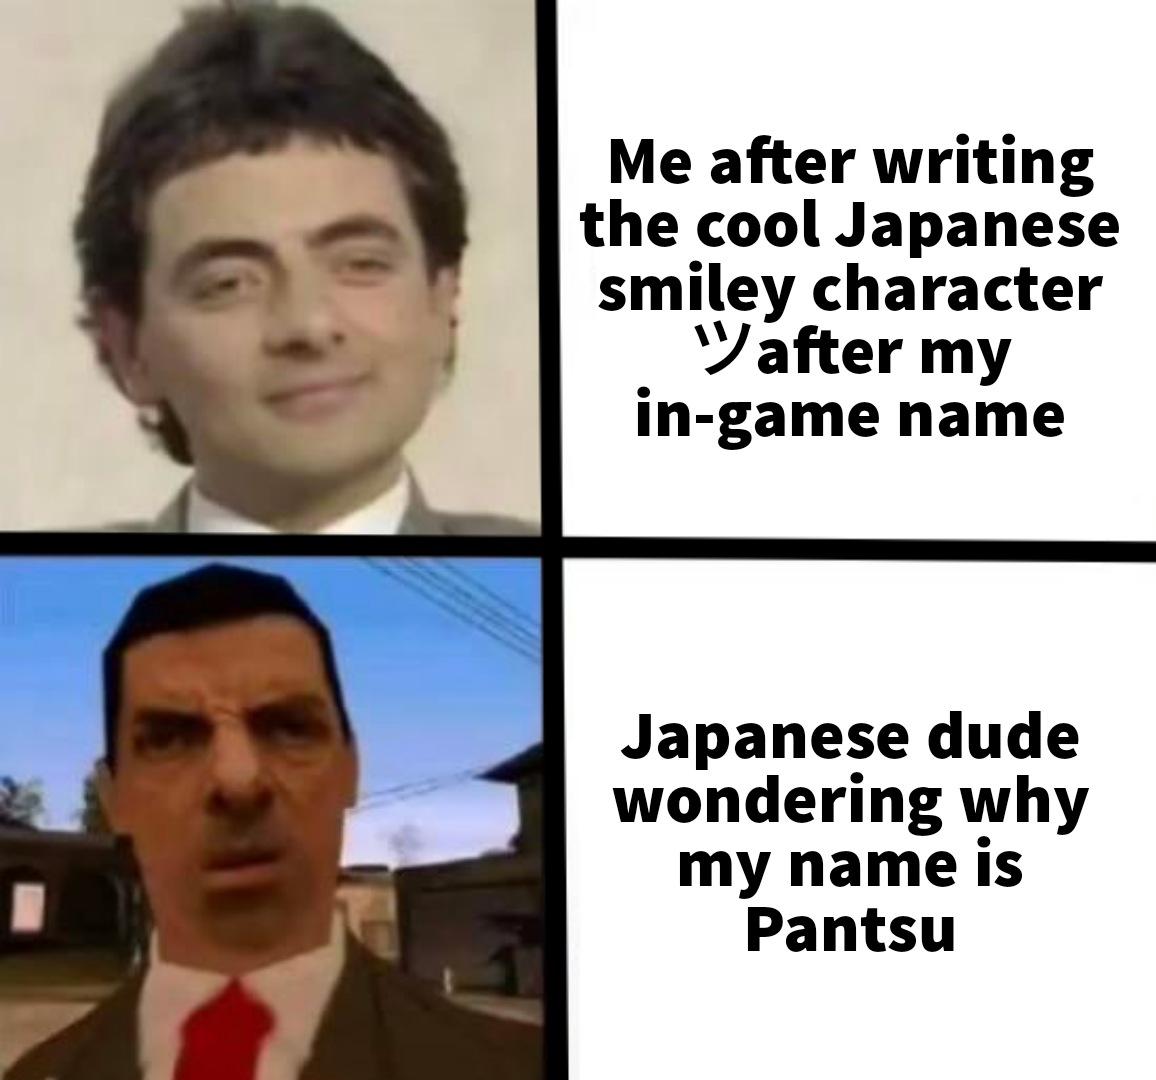 Me after writing
the cool Japanese
smiley character
ツafter my
in-game name
Japanese dude
wondering why
my name is
Pantsu